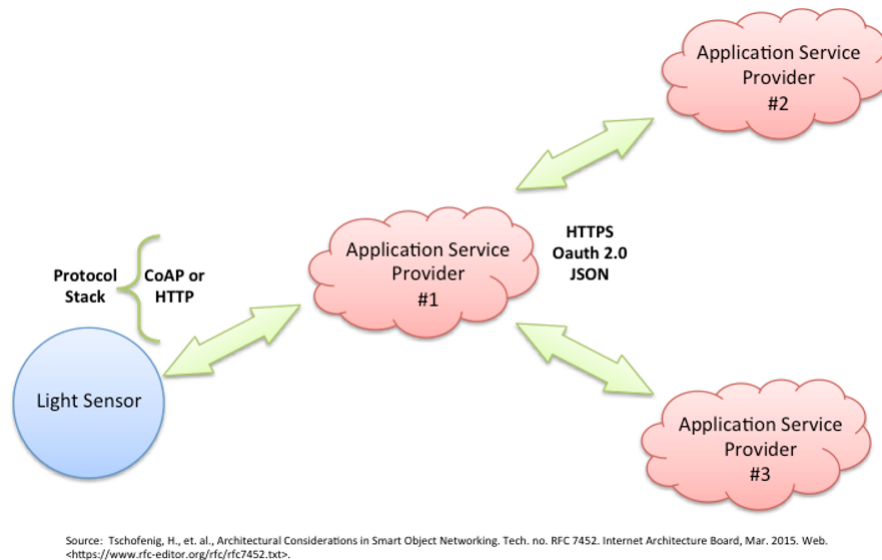 Application Service
Provider
#2
Application Service
Provider
#1
HTTPS
Oauth 2.0
JSON
Protocol
Stack
CoAP or
HTTP
Light Sensor
Application Service
Provider
#3
Source:  Tschofenig, H., et. al., Architectural Considerations in Smart Object Networking. Tech. no. RFC 7452. Internet Architecture Board, Mar. 2015. Web.
<https://www.rfc-editor.org/rfc/rfc7452.txt>.